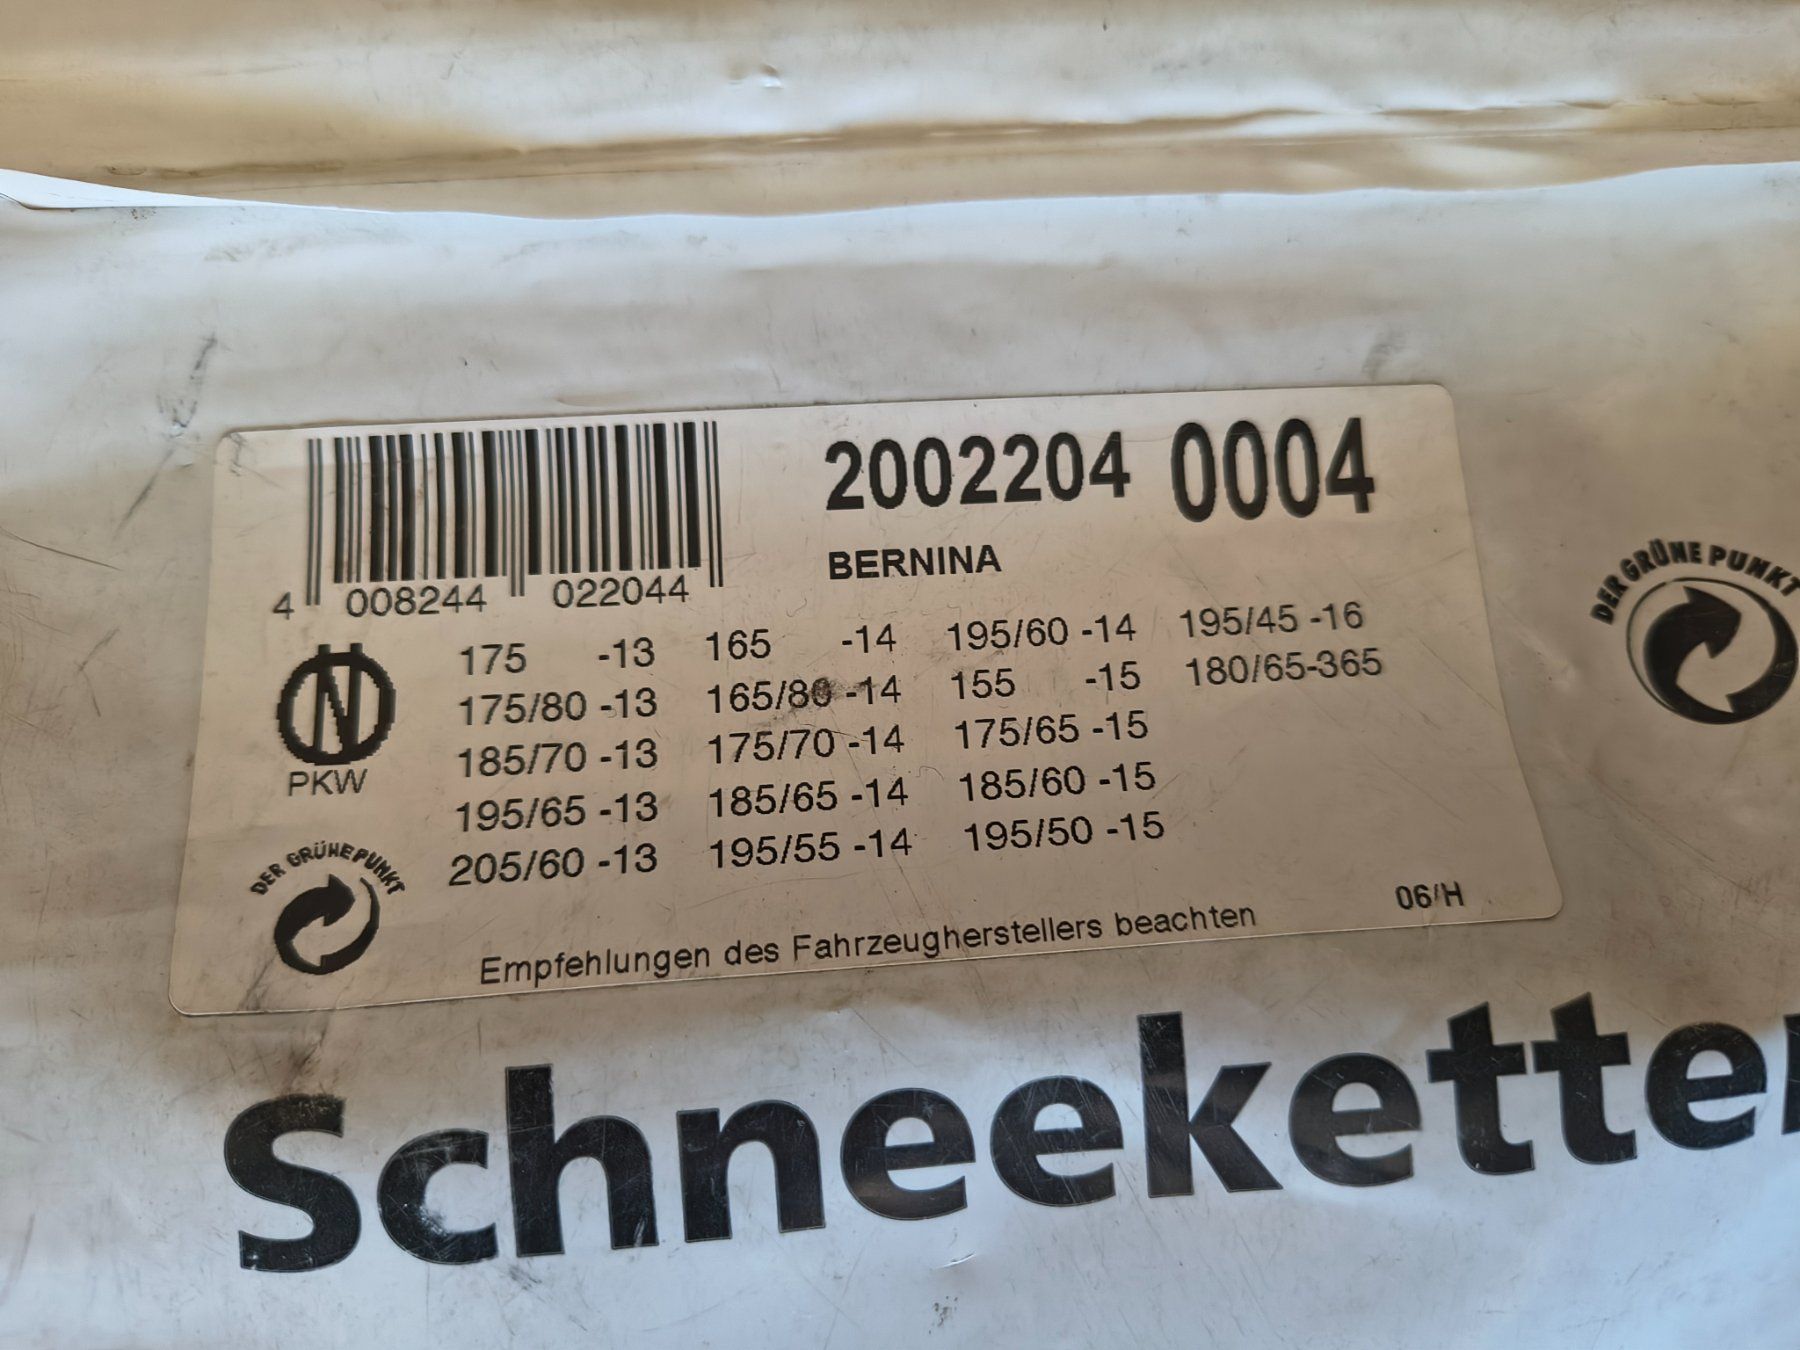 2002204 0004
BERNINA
4 008244 022044
175 -13 165 -14 195/60 -14 195/45 -16
175/80 -13 165/80 -14 155 -15 180/65-365
185/70 -13 175/70 -14 175/65 -15
195/65 -13 185/65 -14 185/60 -15
205/60 -13 195/55 -14 195/50 -15
N
PKW
DER GRÜNE PUNKT
Empfehlungen des Fahrzeugherstellers beachten
06/H
DER GRÜNE PUNKT
Schneekette